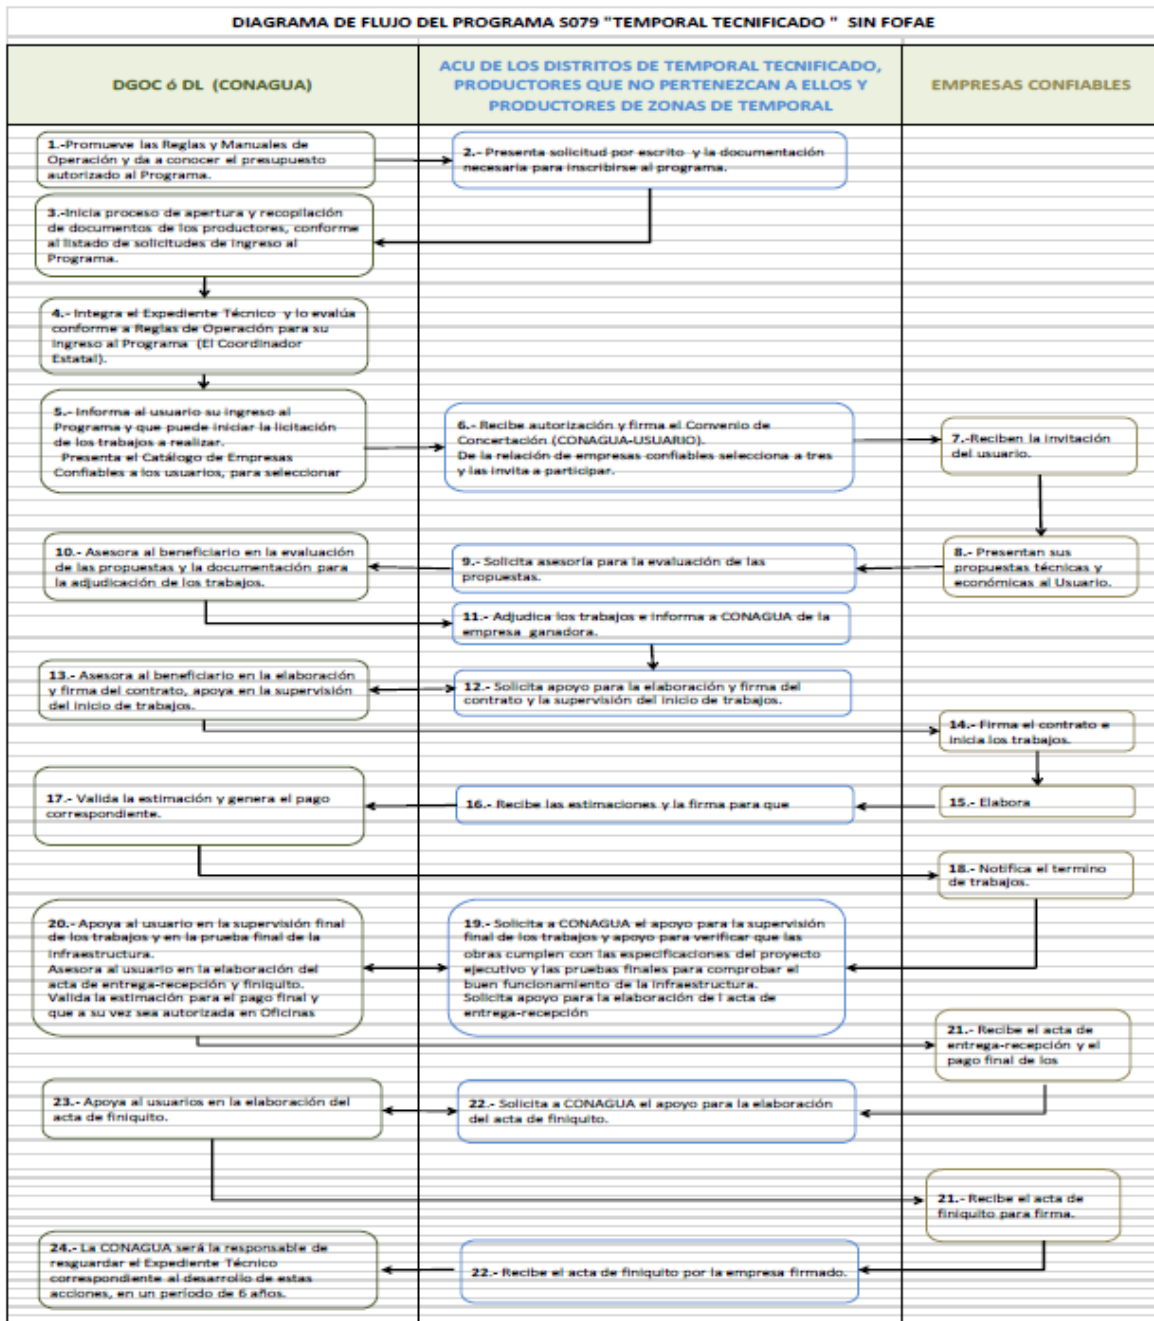 DIAGRAMA DE FLUJO DEL PROGRAMA S079 "TEMPORAL TECNIFICADO " SIN FOFAE
DGOC ó DL (CONAGUA)
ACU DE LOS DISTRITOS DE TEMPORAL TECNIFICADO,
PRODUCTORES QUE NO PERTENEZCAN A ELLOS Y
PRODUCTORES DE ZONAS DE TEMPORAL
EMPRESAS CONFIABLES
1.-Promueve las Reglas y Manuales de
Operación y da a conocer el presupuesto
autorizado al Programa.
2.- Presenta solicitud por escrito y la documentación
necesaria para inscribirse al programa.
3.-Inicia proceso de apertura y recopilación
de documentos de los productores, conforme
al listado de solicitudes de ingreso al
Programa.
4.- Integra el Expediente Técnico y lo evalúa
conforme a Reglas de Operación para su
ingreso al Programa (El Coordinador
Estatal).
5.- Informa al usuario su ingreso al
Programa y que puede iniciar la licitación
de los trabajos a realizar.
Presenta el Catálogo de Empresas
Confiables a los usuarios, para seleccionar
6.- Recibe autorización y firma el Convenio de
Concertación (CONAGUA-USUARIO).
De la relación de empresas confiables selecciona a tres
y las invita a participar.
7.-Reciben la invitación
del usuario.
10.- Asesora al beneficiario en la evaluación
de las propuestas y la documentación para
la adjudicación de los trabajos.
9.- Solicita asesoría para la evaluación de las
propuestas.
8.- Presentan sus
propuestas técnicas y
económicas al Usuario.
11.- Adjudica los trabajos e informa a CONAGUA de la
empresa ganadora.
13.- Asesora al beneficiario en la elaboración
y firma del contrato, apoya en la supervisión
del inicio de trabajos.
12.- Solicita apoyo para la elaboración y firma del
contrato y la supervisión del inicio de trabajos.
14.- Firma el contrato e
inicia los trabajos.
17.- Valida la estimación y genera el pago
correspondiente.
16.- Recibe las estimaciones y la firma para que
15.- Elabora
18.- Notifica el termino
de trabajos.
20.- Apoya al usuario en la supervisión final
de los trabajos y en la prueba final de la
infraestructura.
Asesora al usuario en la elaboración del
acta de entrega-recepción y finiquito.
Valida la estimación para el pago final y
que a su vez sea autorizada en Oficinas
19.- Solicita a CONAGUA el apoyo para la supervisión
final de los trabajos y apoyo para verificar que las
obras cumplen con las especificaciones del proyecto
ejecutivo y las pruebas finales para comprobar el
buen funcionamiento de la infraestructura.
Solicita apoyo para la elaboración de l acta de
entrega-recepción
21.- Recibe el acta de
entrega-recepción y el
pago final de los
23.- Apoya al usuarios en la elaboración del
acta de finiquito.
22.- Solicita a CONAGUA el apoyo para la elaboración
del acta de finiquito.
21.- Recibe el acta de
finiquito para firma.
24.- La CONAGUA será la responsable de
resguardar el Expediente Técnico
correspondiente al desarrollo de estas
acciones, en un período de 6 años.
22.- Recibe el acta de finiquito por la empresa firmado.